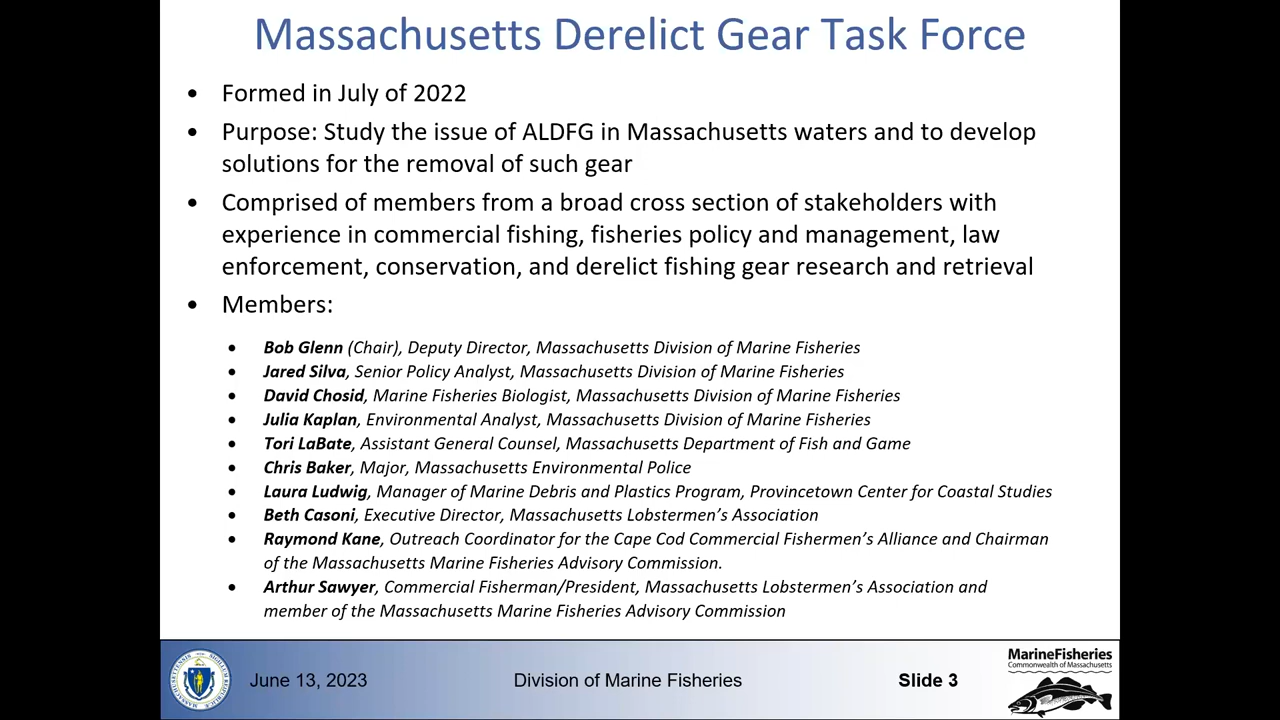 Massachusetts Derelict Gear Task Force
• Formed in July of 2022
• Purpose: Study the issue of ALDFG in Massachusetts waters and to develop
solutions for the removal of such gear
• Comprised of members from a broad cross section of stakeholders with
experience in commercial fishing, fisheries policy and management, law
enforcement, conservation, and derelict fishing gear research and retrieval
• Members:
• Bob Glenn (Chair), Deputy Director, Massachusetts Division of Marine Fisheries
• Jared Silva, Senior Policy Analyst, Massachusetts Division of Marine Fisheries
• David Chosid, Marine Fisheries Biologist, Massachusetts Division of Marine Fisheries
• Julia Kaplan, Environmental Analyst, Massachusetts Division of Marine Fisheries
• Tori LaBate, Assistant General Counsel, Massachusetts Department of Fish and Game
• Chris Baker, Major, Massachusetts Environmental Police
• Laura Ludwig, Manager of Marine Debris and Plastics Program, Provincetown Center for Coastal Studies
• Beth Casoni, Executive Director, Massachusetts Lobstermen’s Association
• Raymond Kane, Outreach Coordinator for the Cape Cod Commercial Fishermen’s Alliance and Chairman
of the Massachusetts Marine Fisheries Advisory Commission.
• Arthur Sawyer, Commercial Fisherman/President, Massachusetts Lobstermen’s Association and
member of the Massachusetts Marine Fisheries Advisory Commission
June 13, 2023
Division of Marine Fisheries
Slide 3
MarineFisheries
Commonwealth of Massachusetts